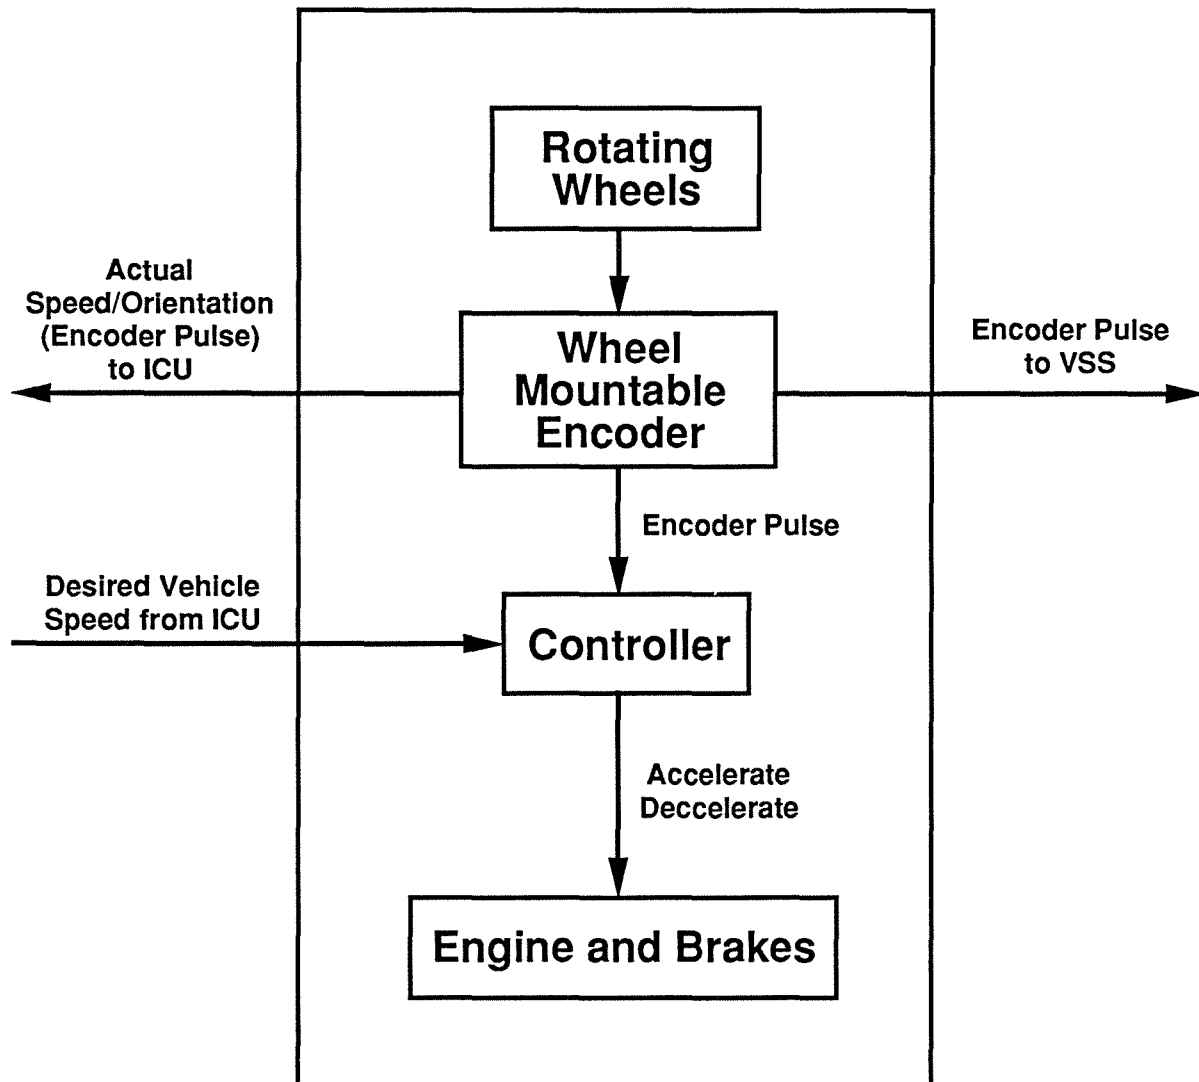 Rotating
Wheels
Actual
Speed/Orientation
(Encoder Pulse)
to ICU
Wheel
Mountable
Encoder
Encoder Pulse
to VSS
Encoder Pulse
Desired Vehicle
Speed from ICU
Controller
Accelerate
Deccelerate
Engine and Brakes